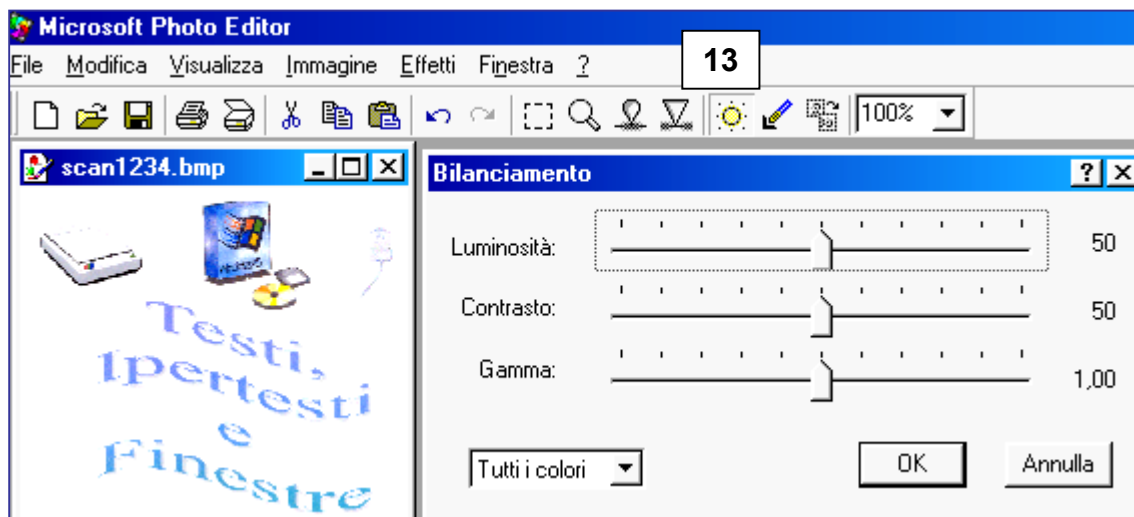 Microsoft Photo Editor
File Modifica Visualizza Immagine Effetti Finestra ?
13
100%
scan1234.bmp
Testi,
Ipertesti
e
Finestre
Bilanciamento
Luminosità: 50
Contrasto: 50
Gamma: 1,00
Tutti i colori
OK Annulla